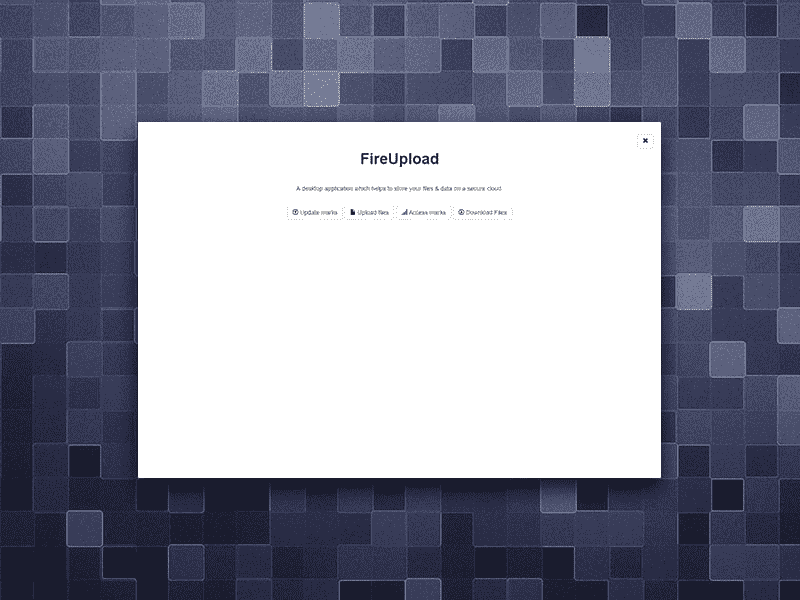 FireUpload
A desktop application which helps to store your files & data on a secure cloud.
Update marks Upload files Access marks Download Files